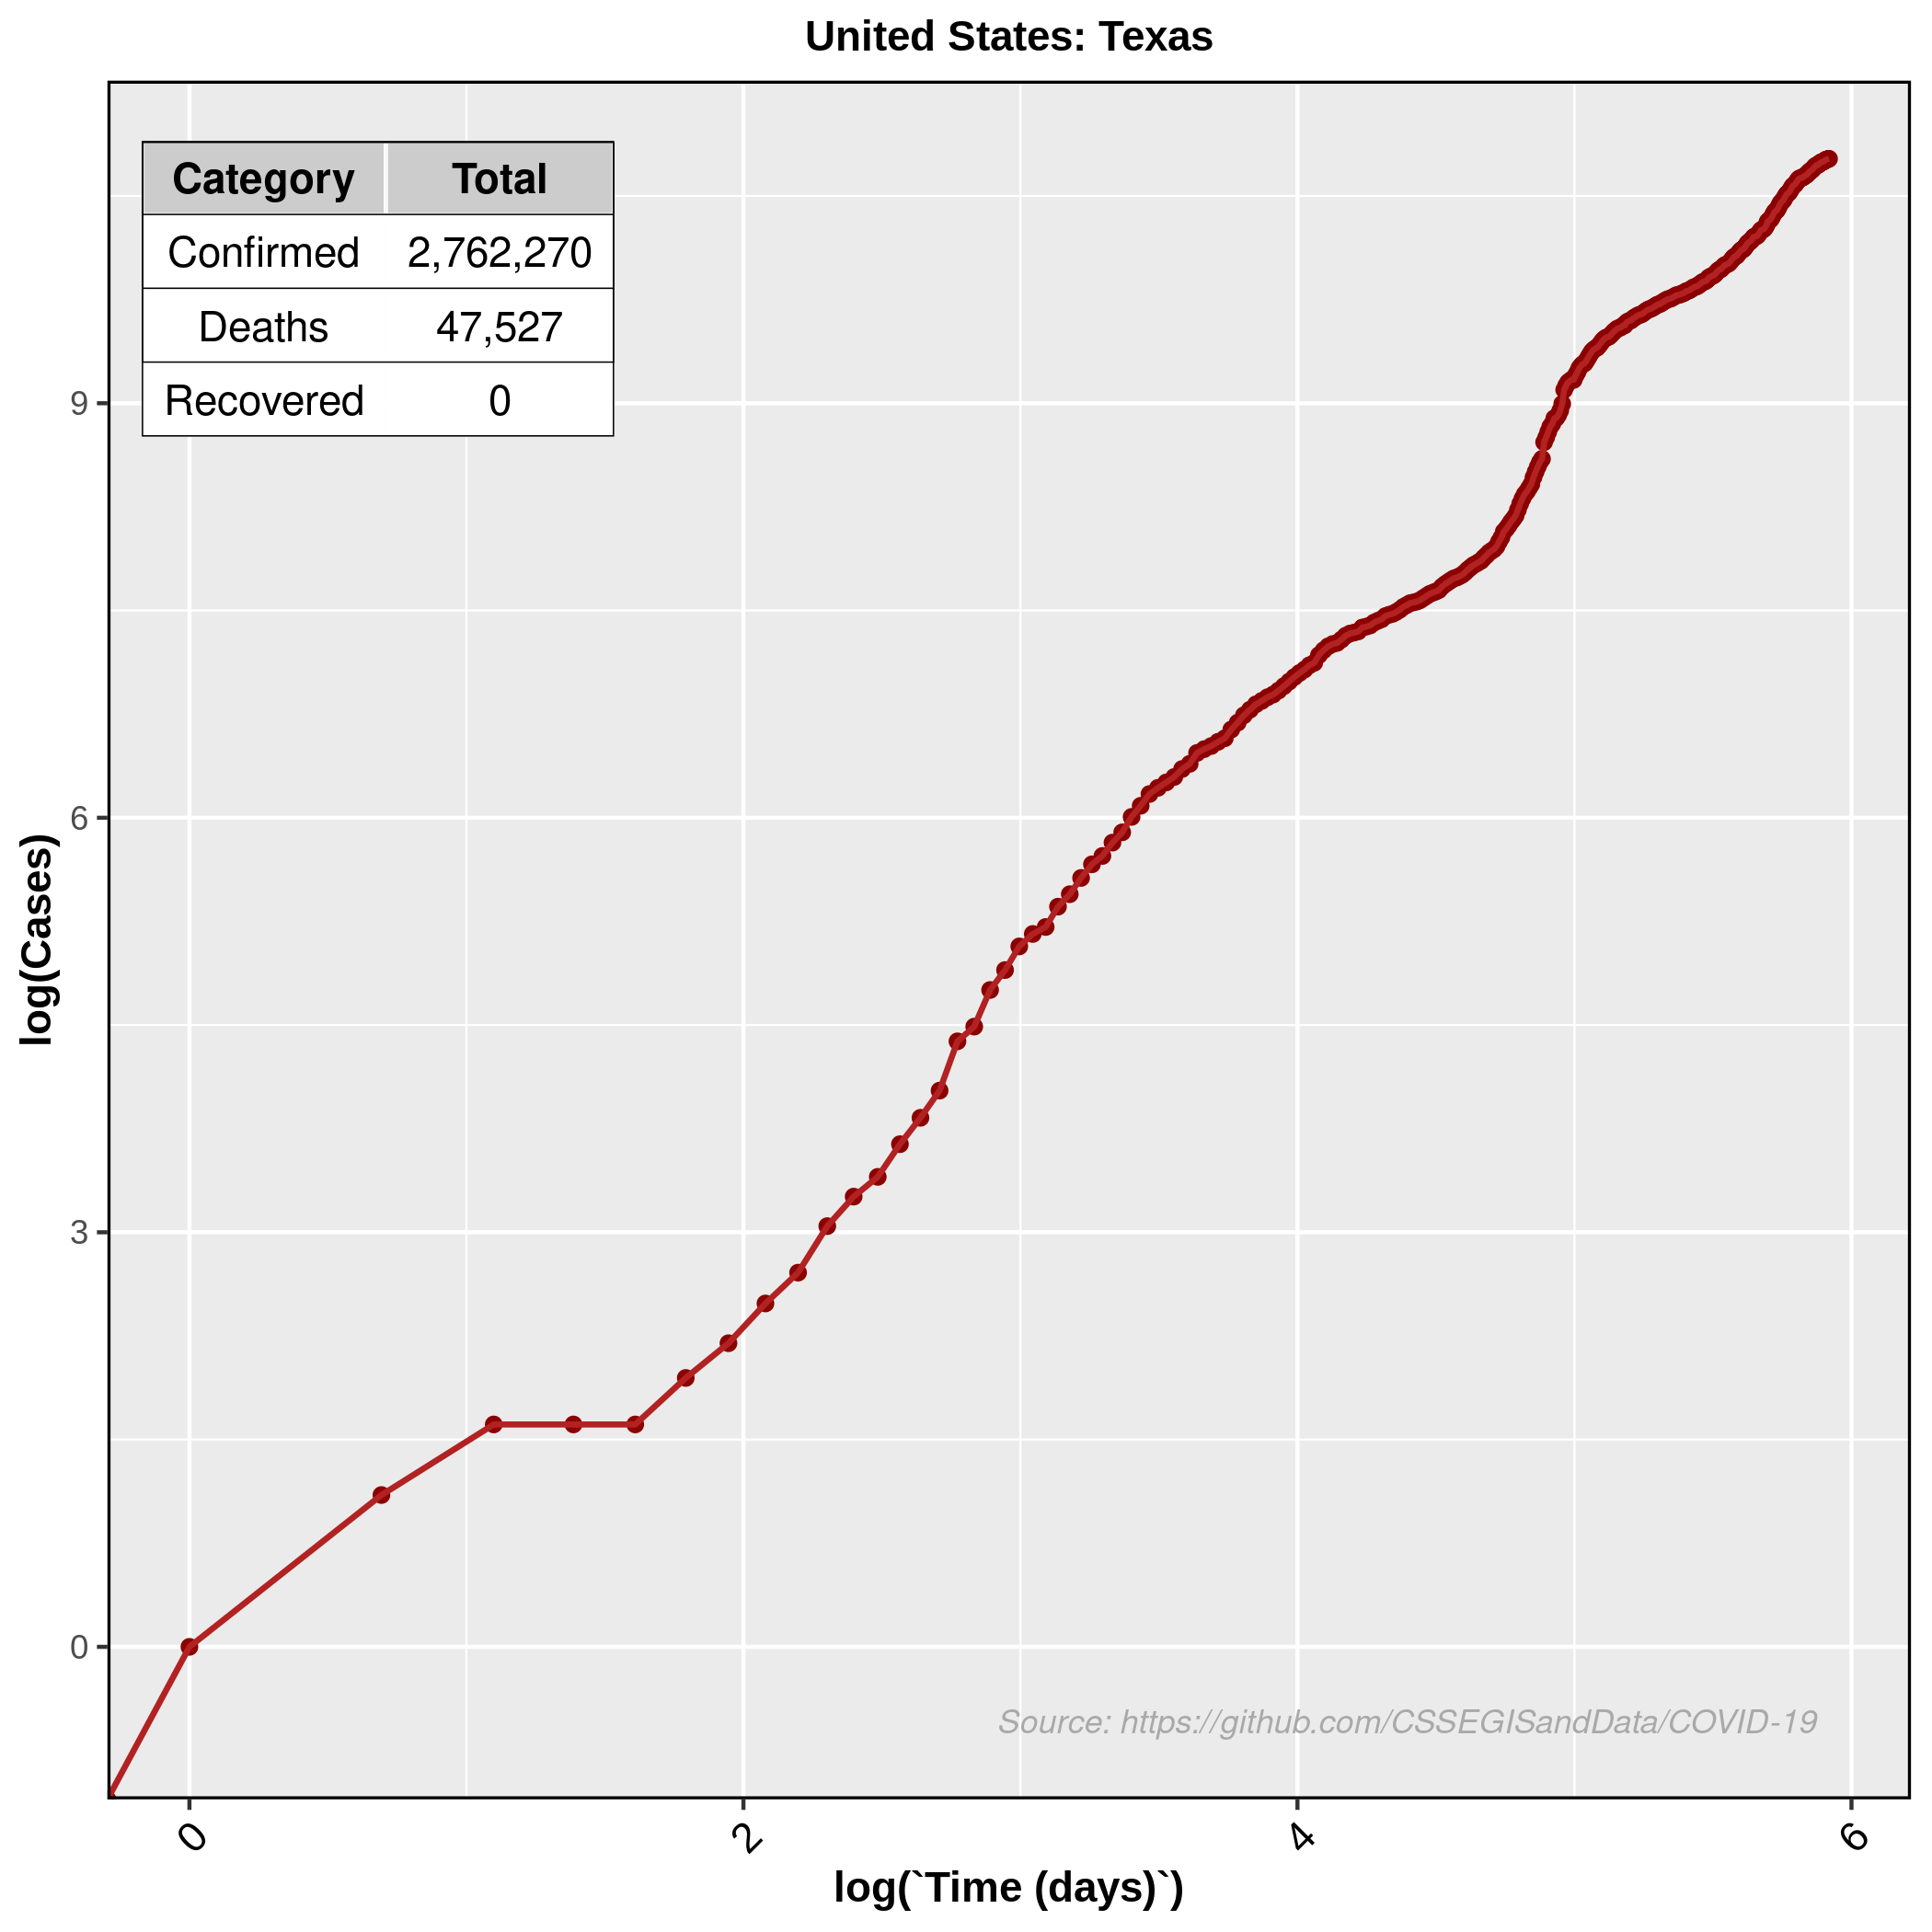 United States: Texas
Category Total
Confirmed 2,762,270
Deaths 47,527
Recovered 0
9
6
3
0
log(Cases)
Source: https://github.com/CSSEGISandData/COVID-19
0 2 4 6
log(`Time (days)`)